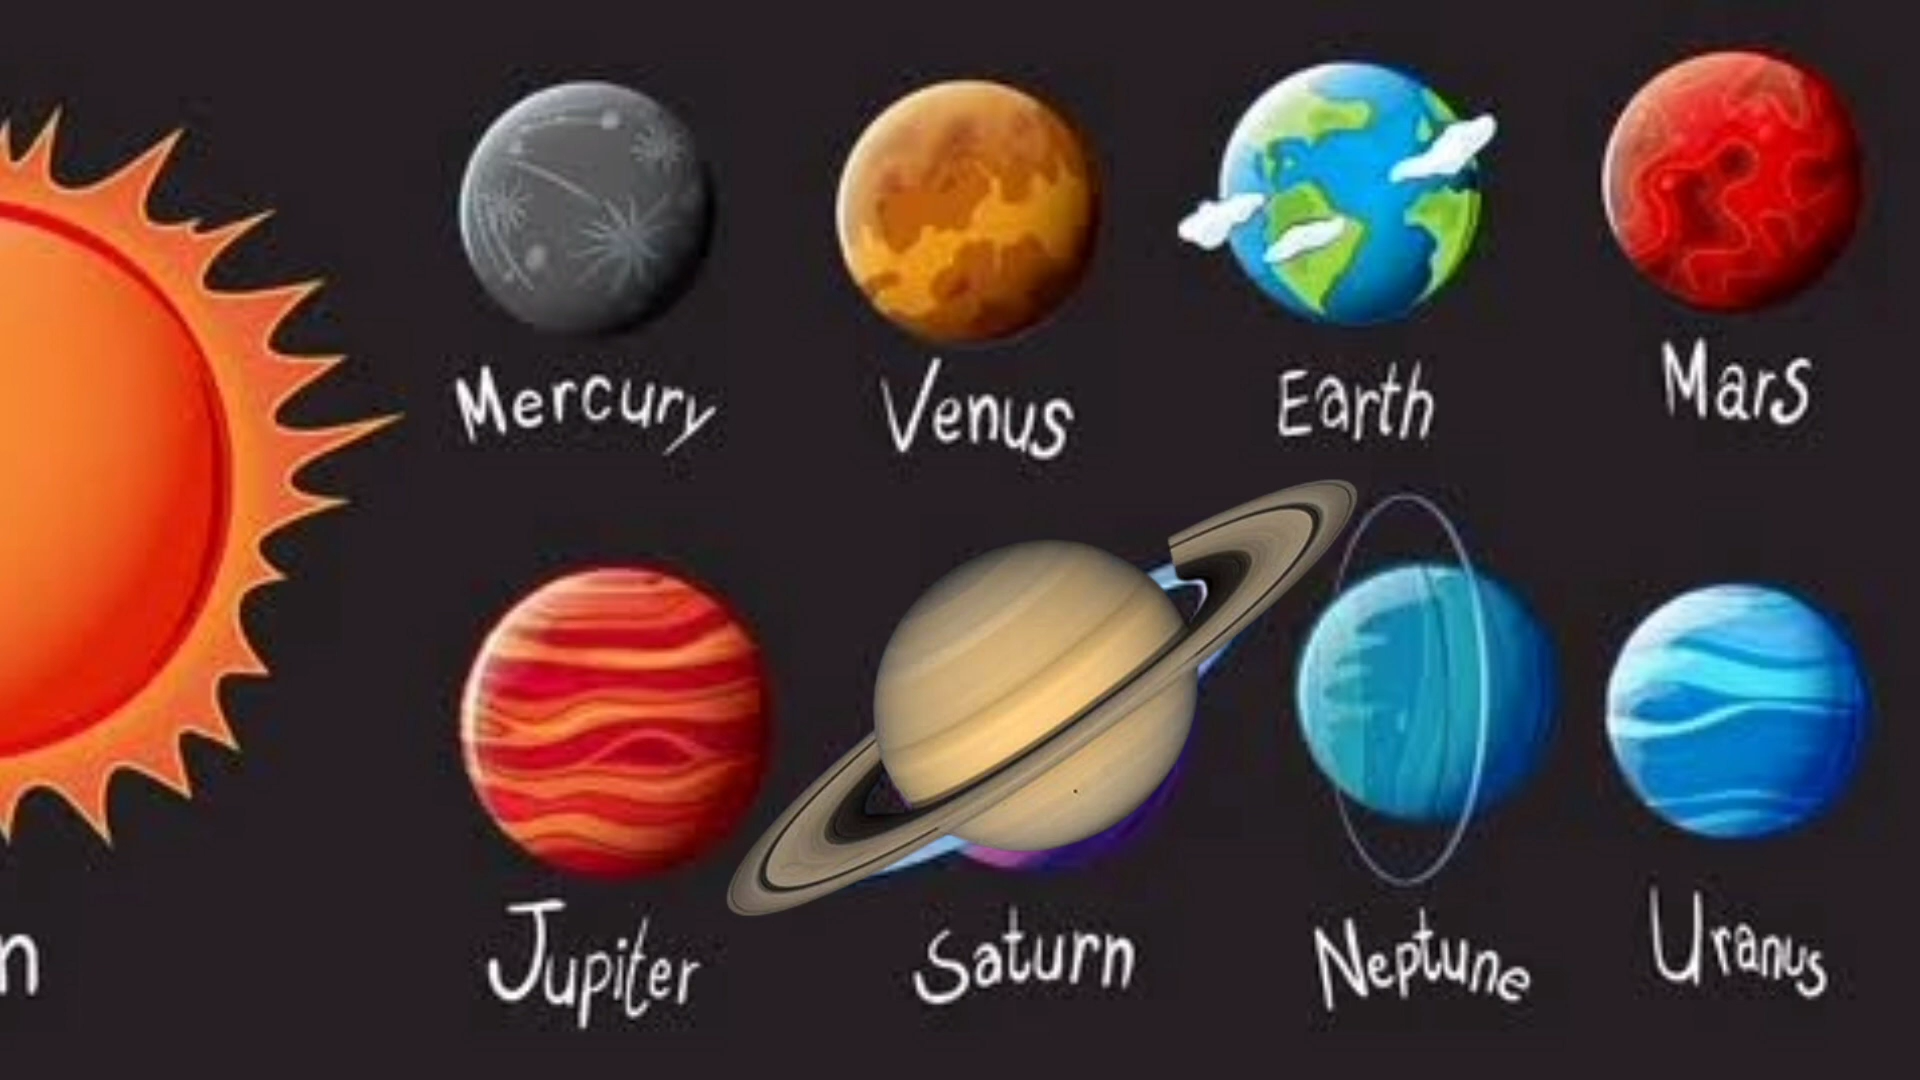 Mercury
Venus
Earth
Mars
n
Jupiter
Saturn
Neptune
Uranus